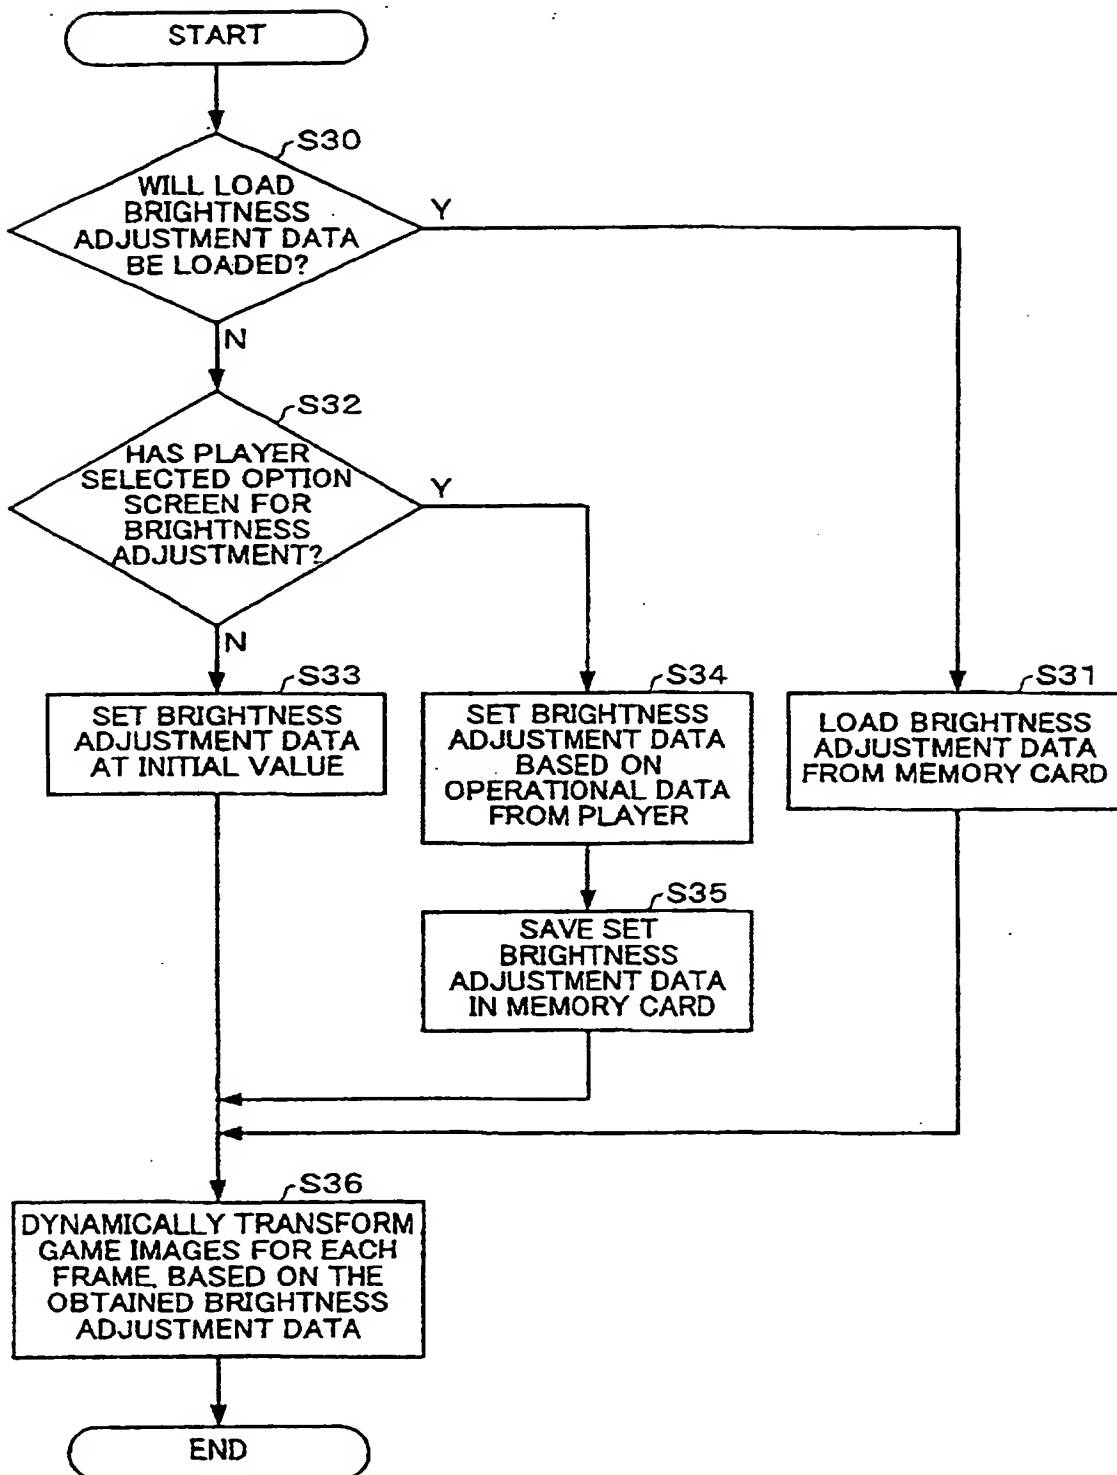 START
S30
WILL LOAD
BRIGHTNESS
ADJUSTMENT DATA
BE LOADED?
Y
N
S32
HAS PLAYER
SELECTED OPTION
SCREEN FOR
BRIGHTNESS
ADJUSTMENT?
Y
N
S33
SET BRIGHTNESS
ADJUSTMENT DATA
AT INITIAL VALUE
S34
SET BRIGHTNESS
ADJUSTMENT DATA
BASED ON
OPERATIONAL DATA
FROM PLAYER
S31
LOAD BRIGHTNESS
ADJUSTMENT DATA
FROM MEMORY CARD
S35
SAVE SET
BRIGHTNESS
ADJUSTMENT DATA
IN MEMORY CARD
S36
DYNAMICALLY TRANSFORM
GAME IMAGES FOR EACH
FRAME, BASED ON THE
OBTAINED BRIGHTNESS
ADJUSTMENT DATA
END